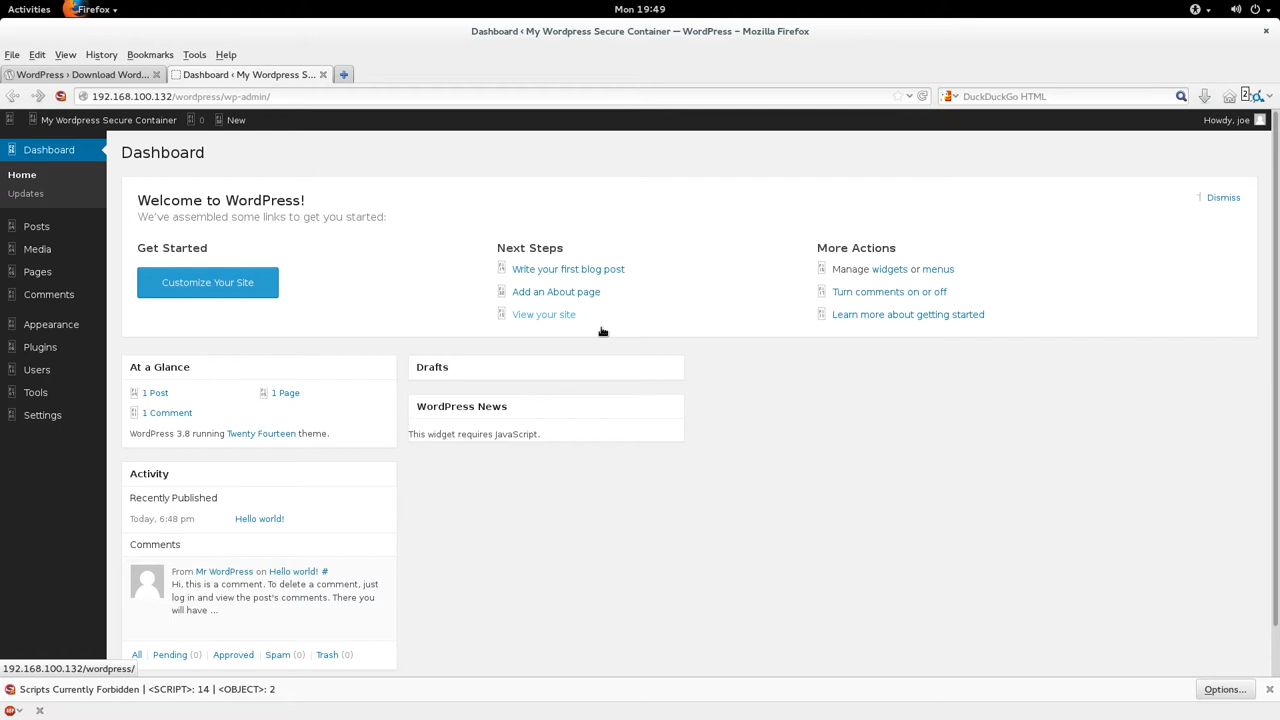 Activities Firefox Mon 19:49
Dashboard ‹ My Wordpress Secure Container — WordPress – Mozilla Firefox
File Edit View History Bookmarks Tools Help
WordPress › Download Word... Dashboard ‹ My Wordpress S...
192.168.100.132/wordpress/wp-admin/ DuckDuckGo HTML 2
My Wordpress Secure Container 0 New Howdy, joe
Dashboard
Home
Updates
Posts
Media
Pages
Comments
Appearance
Plugins
Users
Tools
Settings
Dashboard
Welcome to WordPress!
Dismiss
We've assembled some links to get you started:
Get Started
Customize Your Site
Next Steps
Write your first blog post
Add an About page
View your site
More Actions
Manage widgets or menus
Turn comments on or off
Learn more about getting started
At a Glance
1 Post 1 Page
1 Comment
WordPress 3.8 running Twenty Fourteen theme.
Drafts
WordPress News
This widget requires JavaScript.
Activity
Recently Published
Today, 6:48 pm Hello world!
Comments
From Mr WordPress on Hello world! #
Hi, this is a comment. To delete a comment, just
log in and view the post's comments. There you
will have ...
All Pending (0) Approved Spam (0) Trash (0)
192.168.100.132/wordpress/
Scripts Currently Forbidden | <SCRIPT>: 14 | <OBJECT>: 2 Options...
ABP